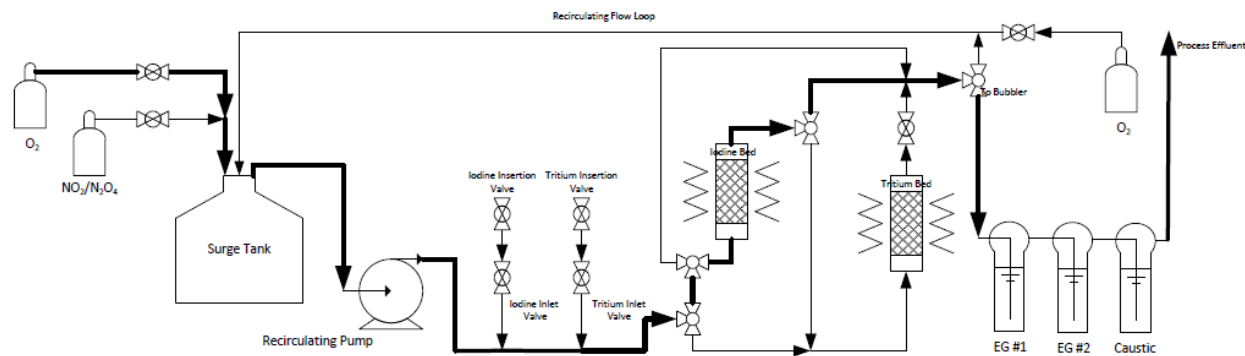 Recirculating Flow Loop
Process Effluent
O2
NO2/N2O4
O2
To Bubbler
Iodine Bed
Iodine Insertion
Valve
Tritium Insertion
Valve
Tritium Bed
Surge Tank
Iodine Inlet
Valve
Tritium Inlet
Valve
Recirculating Pump
EG #1
EG #2
Caustic